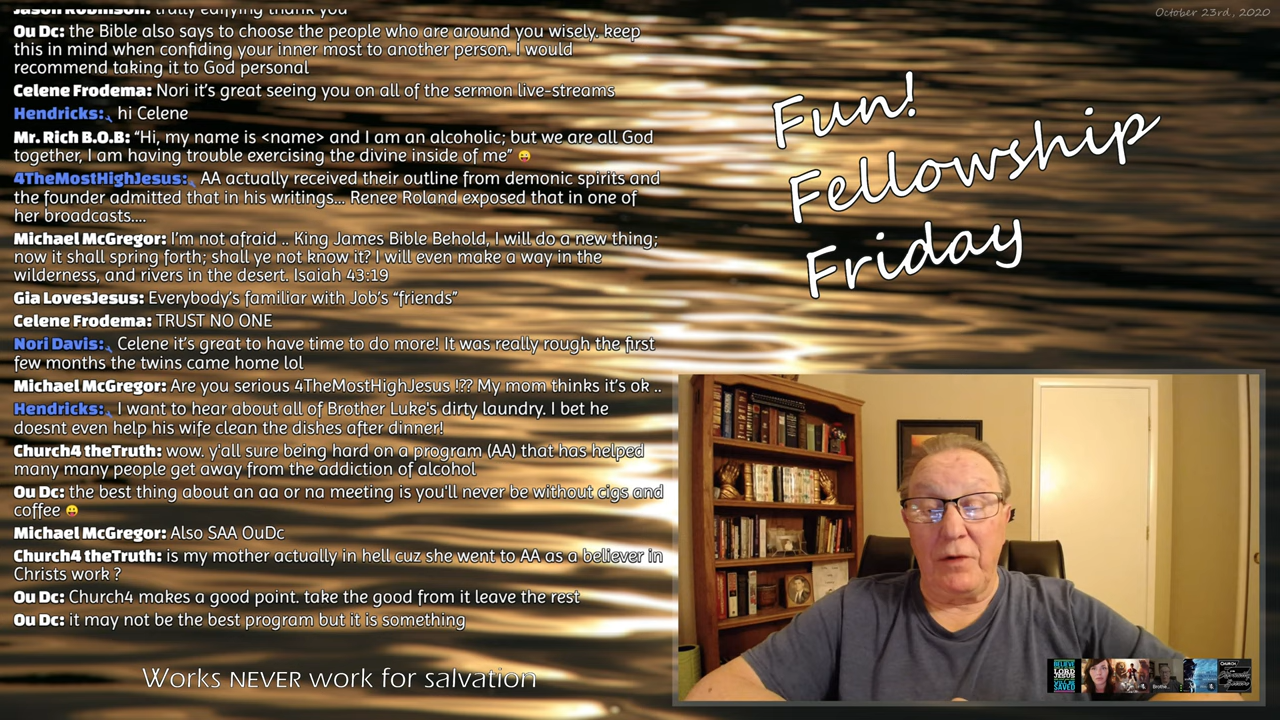 Jason Robinson: trully edifying thank you
Ou Dc: the Bible also says to choose the people who are around you wisely. keep
this in mind when confiding your inner most to another person. I would
recommend taking it to God personal
Celene Frodema: Nori it's great seeing you on all of the sermon live-streams
Hendricks: hi Celene
Mr. Rich B.O.B: “Hi, my name is <name> and I am an alcoholic; but we are all God
together, I am having trouble exercising the divine inside of me” 😜
4TheMostHighJesus: AA actually received their outline from demonic spirits and
the founder admitted that in his writings... Renee Roland exposed that in one of
her broadcasts....
Michael McGregor: I'm not afraid .. King James Bible Behold, I will do a new thing;
now it shall spring forth; shall ye not know it? I will even make a way in the
wilderness, and rivers in the desert. Isaiah 43:19
Gia LovesJesus: Everybody's familiar with Job's “friends”
Celene Frodema: TRUST NO ONE
Nori Davis: Celene it's great to have time to do more! It was really rough the first
few months the twins came home lol
Michael McGregor: Are you serious 4TheMostHighJesus !?? My mom thinks it's ok ..
Hendricks: I want to hear about all of Brother Luke's dirty laundry. I bet he
doesnt even help his wife clean the dishes after dinner!
Church4 theTruth: wow. y'all sure being hard on a program (AA) that has helped
many many people get away from the addiction of alcohol
Ou Dc: the best thing about an aa or na meeting is you'll never be without cigs and
coffee 😛
Michael McGregor: Also SAA OuDc
Church4 theTruth: is my mother actually in hell cuz she went to AA as a believer in
Christs work ?
Ou Dc: Church4 makes a good point. take the good from it leave the rest
Ou Dc: it may not be the best program but it is something
Works NEVER work for salvation
October 23rd, 2020
Fun!
Fellowship
Friday
BELIEVE
LORD
JESUS
SAVED
Brothe...
CHURCH